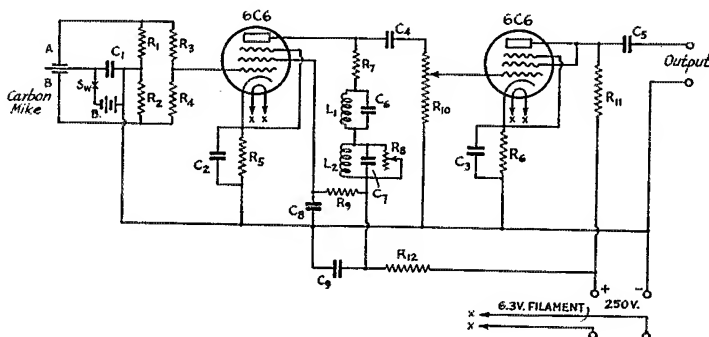 6C6
6C6
A
B
Carbon
Mike
C1
Sw
B.
R1
R2
R3
R4
C2
R5
x x
C4
R7
L1
C6
L2
R8
C7
R9
C8
C9
R10
R12
C3
R6
x x
C5
R11
Output
+
-
250V.
x
6.3V. FILAMENT
x